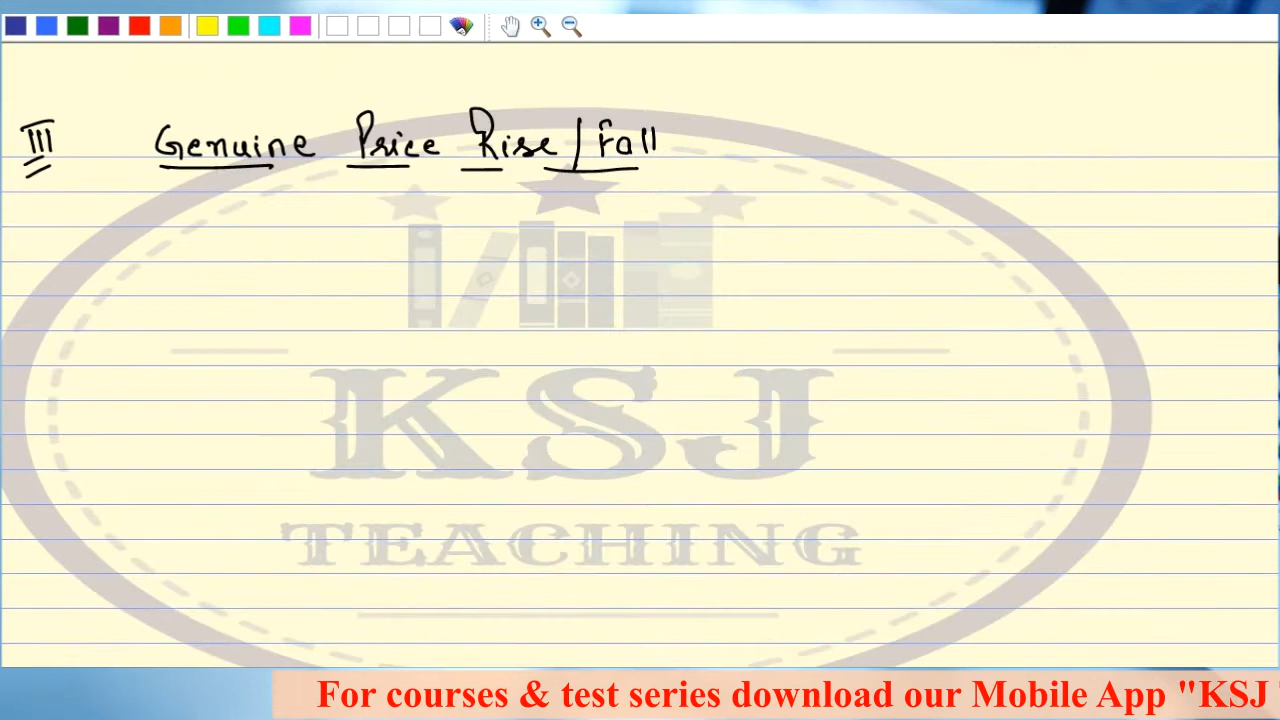 III Genuine Price Rise / Fall
KSJ
TEACHING
For courses & test series download our Mobile App "KSJ